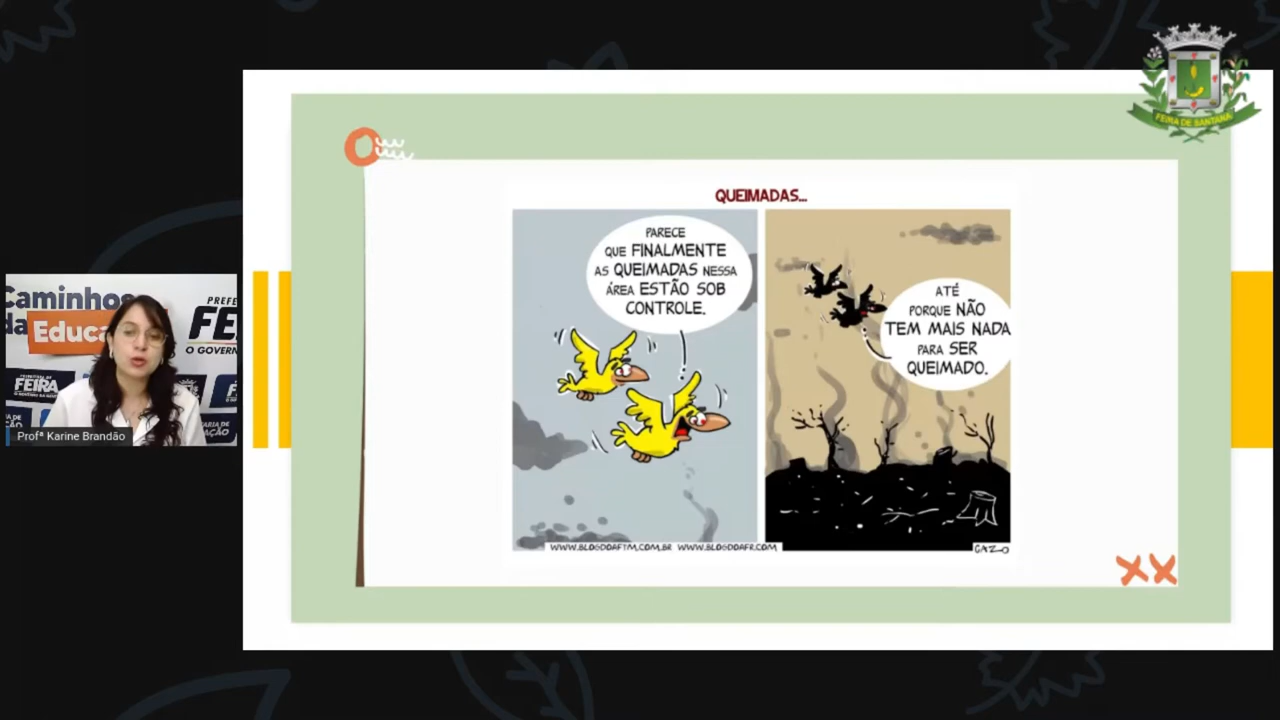 FEIRA DE SANTANA
QUEIMADAS...
PARECE
QUE FINALMENTE
AS QUEIMADAS NESSA
ÁREA ESTÃO SOB
CONTROLE.
ATÉ
PORQUE NÃO
TEM MAIS NADA
PARA SER
QUEIMADO.
WWW.BLOGDOAFTM.COM.BR WWW.BLOGDOAFR.COM
GAZO
Caminhos
da
Educa
PREFE
FE
O GOVERN
FEIRA
Profª Karine Brandão